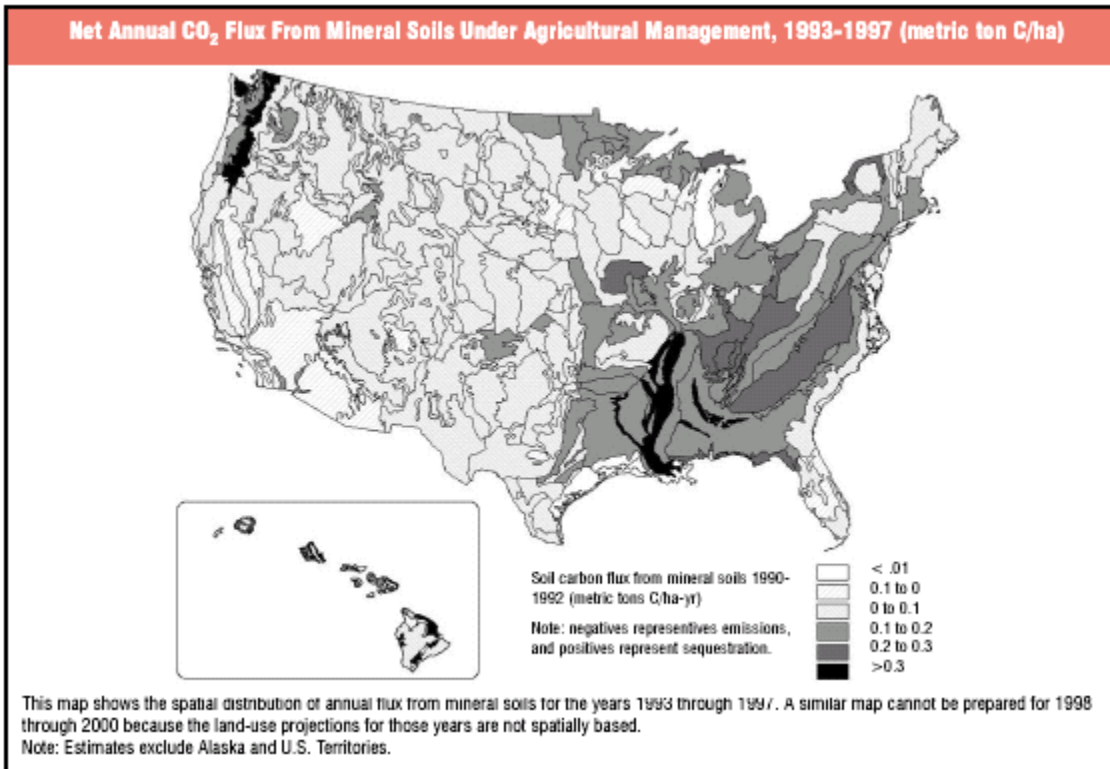 Net Annual CO₂ Flux From Mineral Soils Under Agricultural Management, 1993-1997 (metric ton C/ha)
Soil carbon flux from mineral soils 1990-
1992 (metric tons C/ha-yr)
Note: negatives representives emissions,
and positives represent sequestration.
< .01
0.1 to 0
0 to 0.1
0.1 to 0.2
0.2 to 0.3
>0.3
This map shows the spatial distribution of annual flux from mineral soils for the years 1993 through 1997. A similar map cannot be prepared for 1998
through 2000 because the land-use projections for those years are not spatially based.
Note: Estimates exclude Alaska and U.S. Territories.